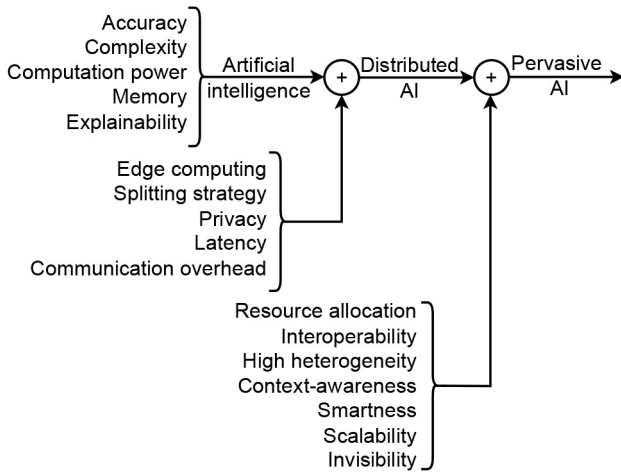 Accuracy
Complexity
Computation power
Memory
Explainability
Artificial
intelligence
+
Distributed
AI
+
Pervasive
AI
Edge computing
Splitting strategy
Privacy
Latency
Communication overhead
Resource allocation
Interoperability
High heterogeneity
Context-awareness
Smartness
Scalability
Invisibility